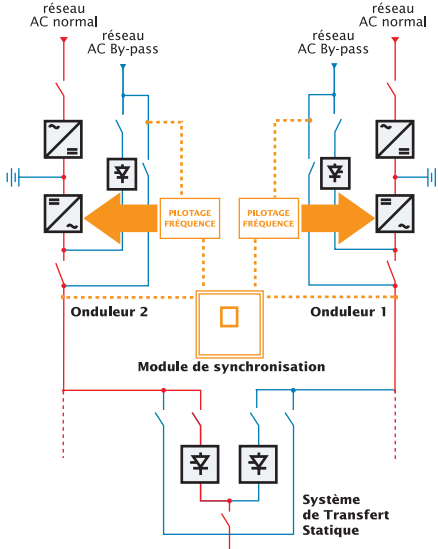 réseau
AC normal
réseau
AC By-pass
réseau
AC By-pass
réseau
AC normal
PILOTAGE
FRÉQUENCE
PILOTAGE
FRÉQUENCE
Onduleur 2
Onduleur 1
Module de synchronisation
Système
de Transfert
Statique